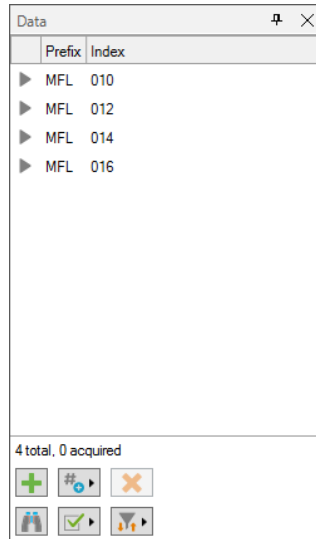 Data
Prefix Index
MFL 010
MFL 012
MFL 014
MFL 016
4 total, 0 acquired
#